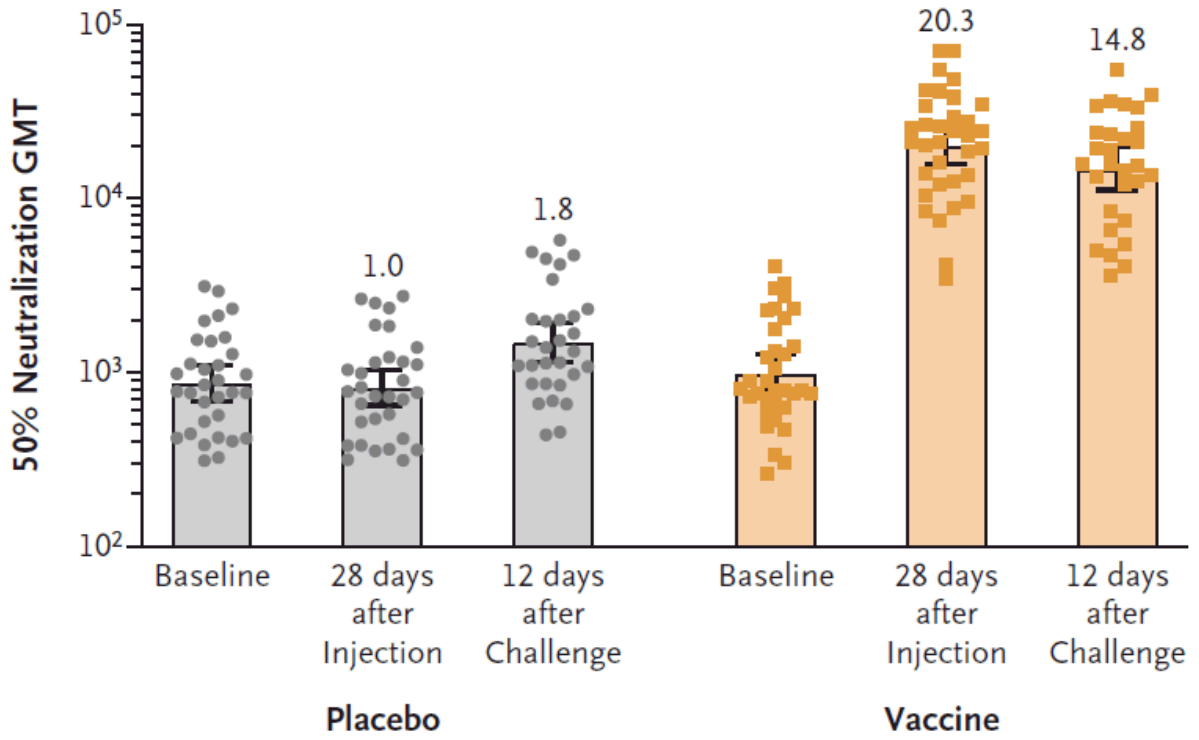 50% Neutralization GMT
10⁵
10⁴
10³
10²
1.0
1.8
20.3
14.8
Baseline
28 days
after
Injection
12 days
after
Challenge
Baseline
28 days
after
Injection
12 days
after
Challenge
Placebo
Vaccine